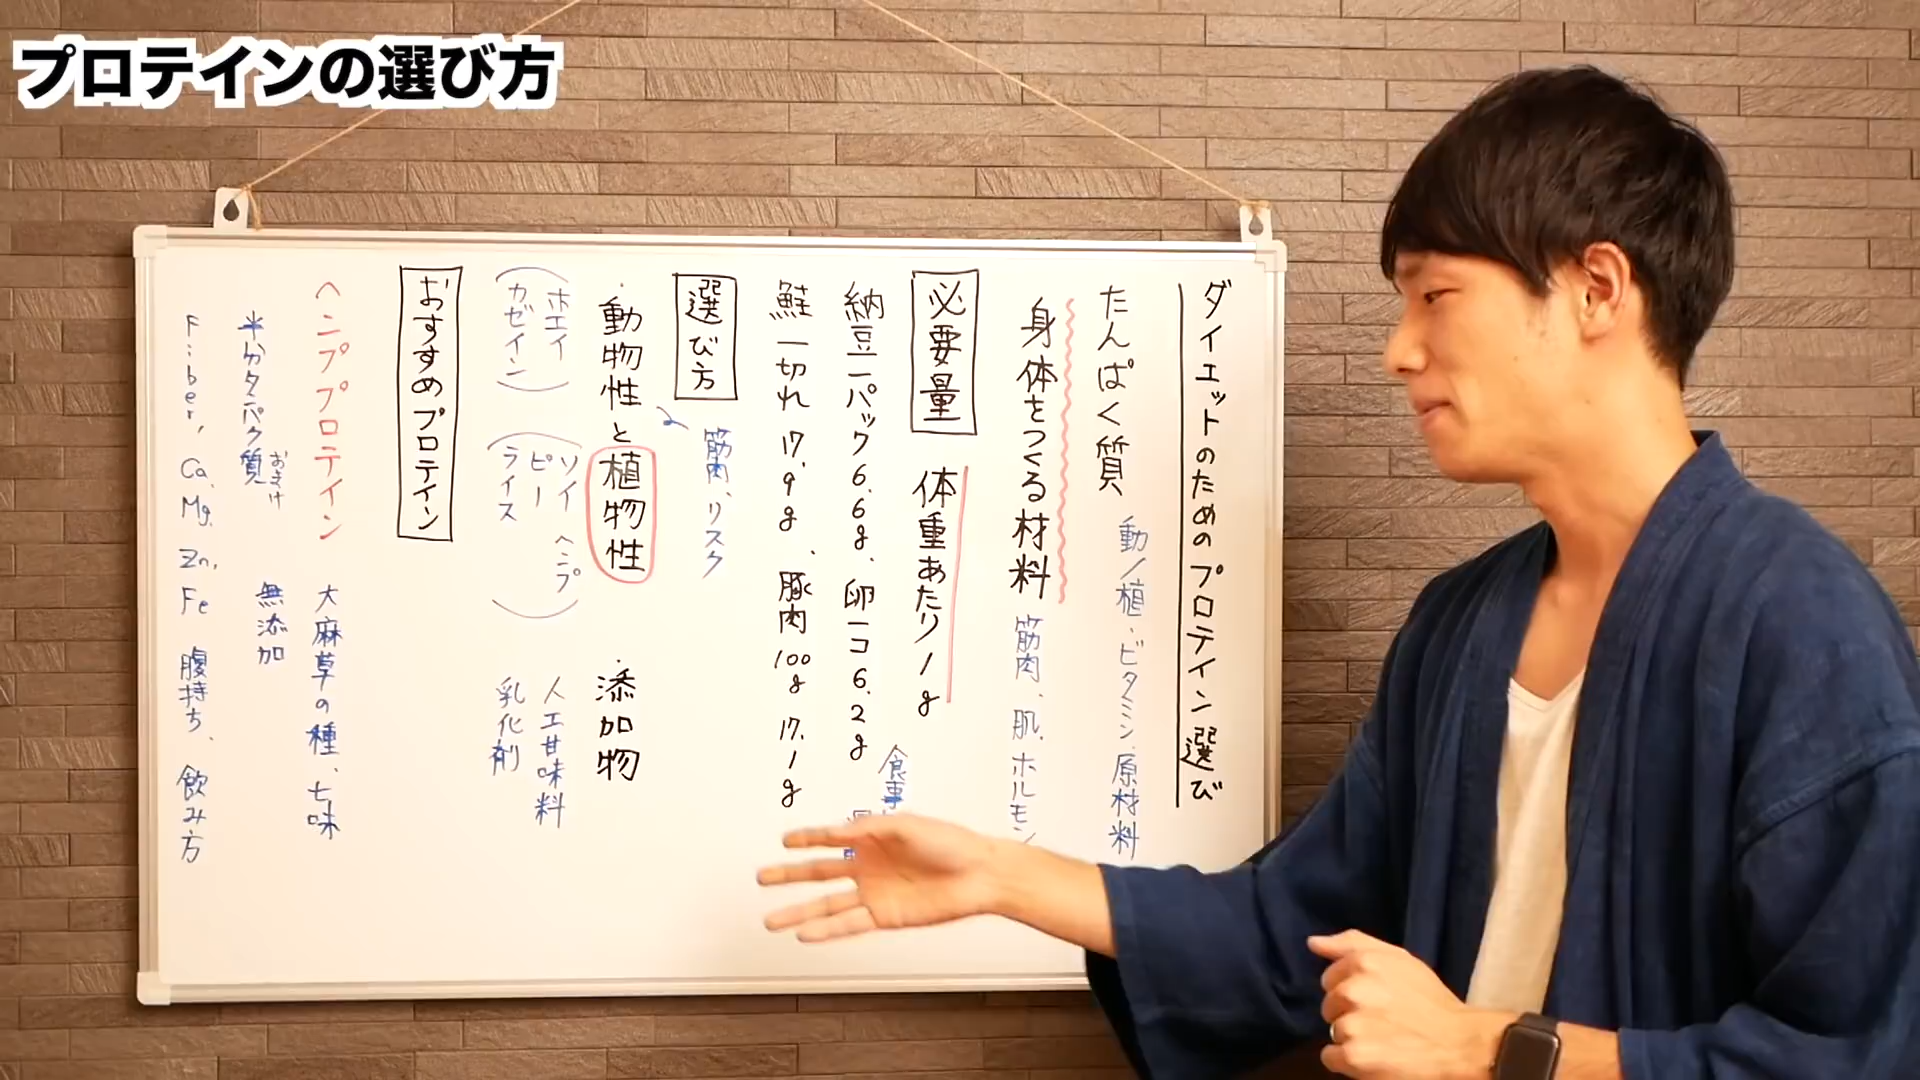 プロテインの選び方
ダイエットのためのプロテイン選び
たんぱく質 動/植、ビタミン、原材料
身体をつくる材料 筋肉、肌、ホルモン
必要量 体重あたり1g
食事
納豆一パック6.6g、卵一コ6.2g
鮭一切れ 17.9g、豚肉100g 17.1g
選び方
筋肉、リスク
・動物性と植物性 ・添加物
(ホエイ
カゼイン)
(ソイ
ピー
ライス
ヘンプ)
人工甘味料
乳化剤
おすすめプロテイン
ヘンププロテイン 大麻草の種、七味
半分タパク質 無添加
Fiber, Ca, Mg, Zn, Fe 腹持ち、飲み方